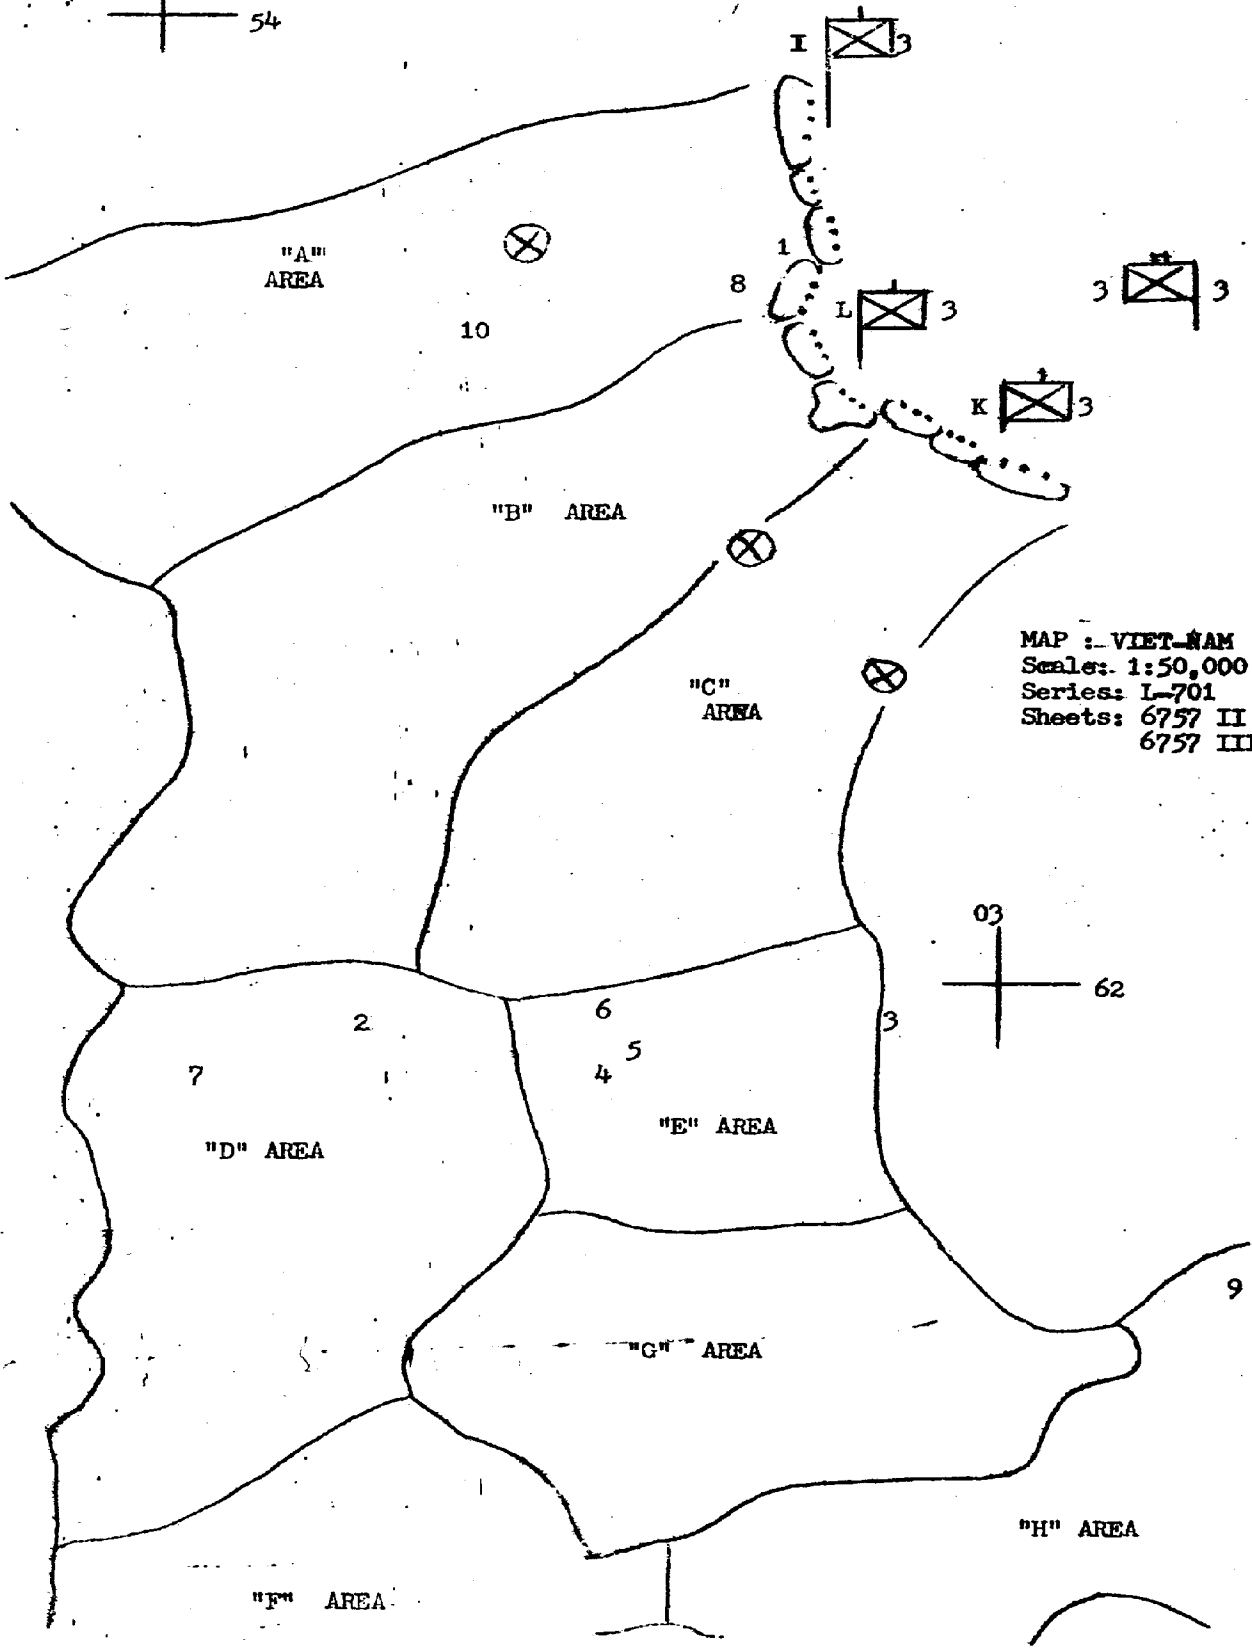 54
I 3
"A"
AREA
1
8
3 3
L 3
10
K 3
"B" AREA
MAP : VIET-NAM
Scale: 1:50,000
Series: L-701
Sheets: 6757 II
6757 III
"C"
AREA
03
62
6
2
3
5
7
4
"E" AREA
"D" AREA
9
"G" AREA
"H" AREA
"F" AREA